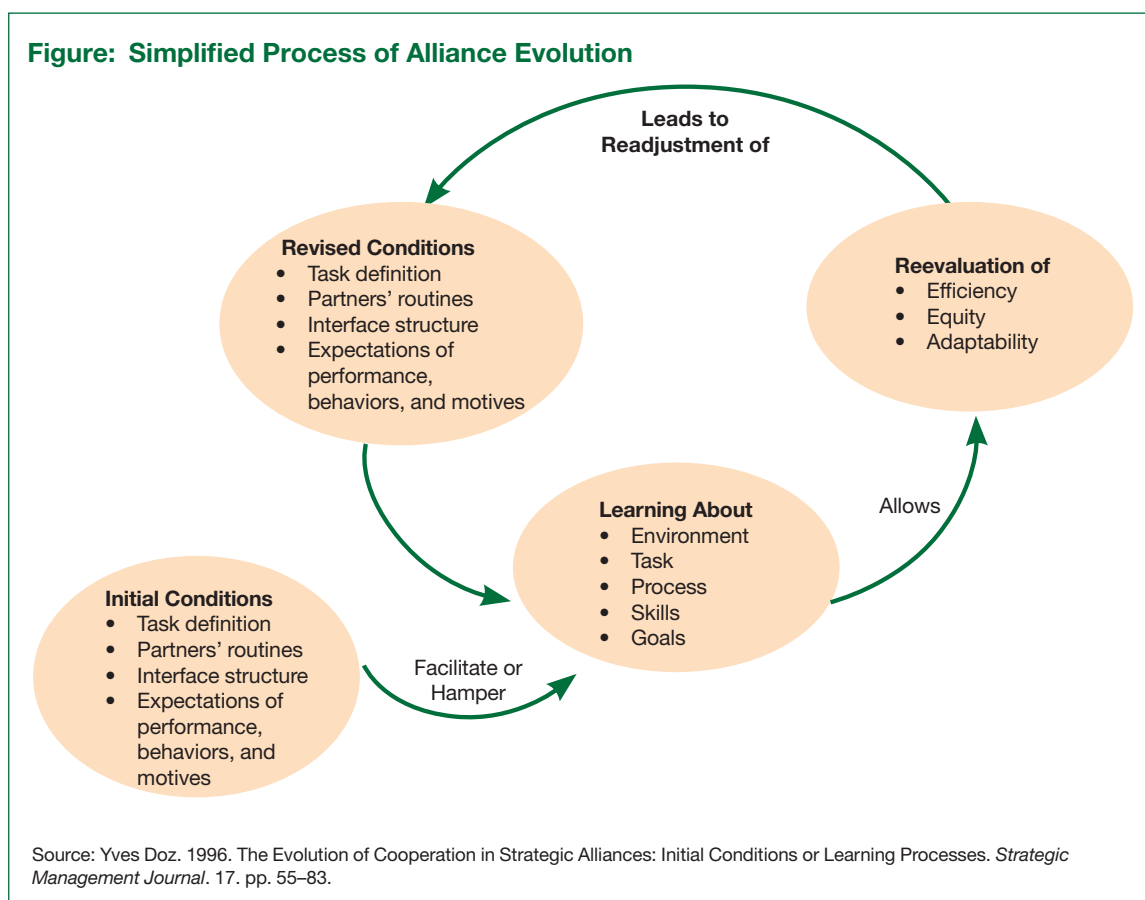 Figure: Simplified Process of Alliance Evolution
Leads to
Readjustment of
Revised Conditions
• Task definition
• Partners’ routines
• Interface structure
• Expectations of
performance,
behaviors, and motives
Reevaluation of
• Efficiency
• Equity
• Adaptability
Learning About
• Environment
• Task
• Process
• Skills
• Goals
Allows
Initial Conditions
• Task definition
• Partners’ routines
• Interface structure
• Expectations of
performance,
behaviors, and
motives
Facilitate or
Hamper
Source: Yves Doz. 1996. The Evolution of Cooperation in Strategic Alliances: Initial Conditions or Learning Processes. Strategic
Management Journal. 17. pp. 55–83.